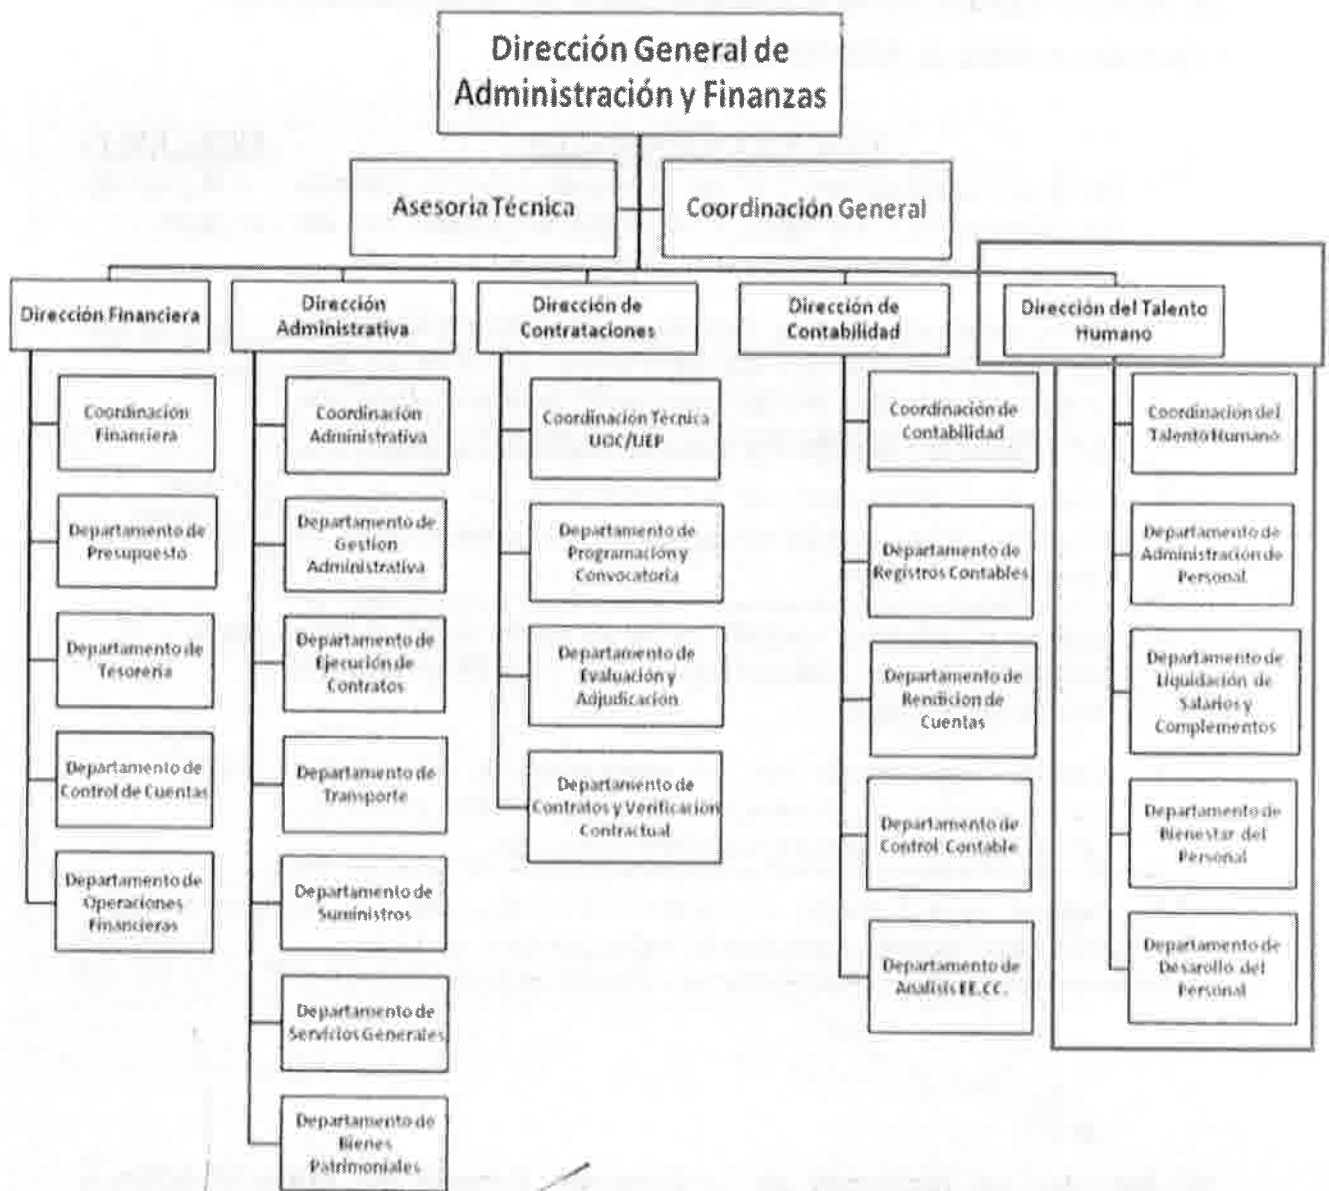 Dirección General de
Administración y Finanzas
Asesoria Técnica
Coordinación General
Dirección Financiera
Coordinación
Financiera
Departamento de
Presupuesto
Departamento de
Tesorería
Departamento de
Control de Cuentas
Departamento de
Operaciones
Financieras
Dirección
Administrativa
Coordinación
Administrativa
Departamento de
Gestion
Administrativa
Departamento de
Ejecución de
Contratos
Departamento de
Transporte
Departamento de
Suministros
Departamento de
Servicios Generales
Departamento de
Bienes
Patrimoniales
Dirección de
Contrataciones
Coordinación Técnica
UOC/UEP
Departamento de
Programación y
Convocatoria
Departamento de
Evaluación y
Adjudicación
Departamento de
Contratos y Verificación
Contractual
Dirección de
Contabilidad
Coordinación de
Contabilidad
Departamento de
Registros Contables
Departamento de
Rendicion de
Cuentas
Departamento de
Control Contable
Departamento de
Analisis EE.CC.
Dirección del Talento
Humano
Coordinación del
Talento Humano
Departamento de
Administración de
Personal
Departamento de
Liquidación de
Salarios y
Complementos
Departamento de
Bienestar del
Personal
Departamento de
Desarollo del
Personal